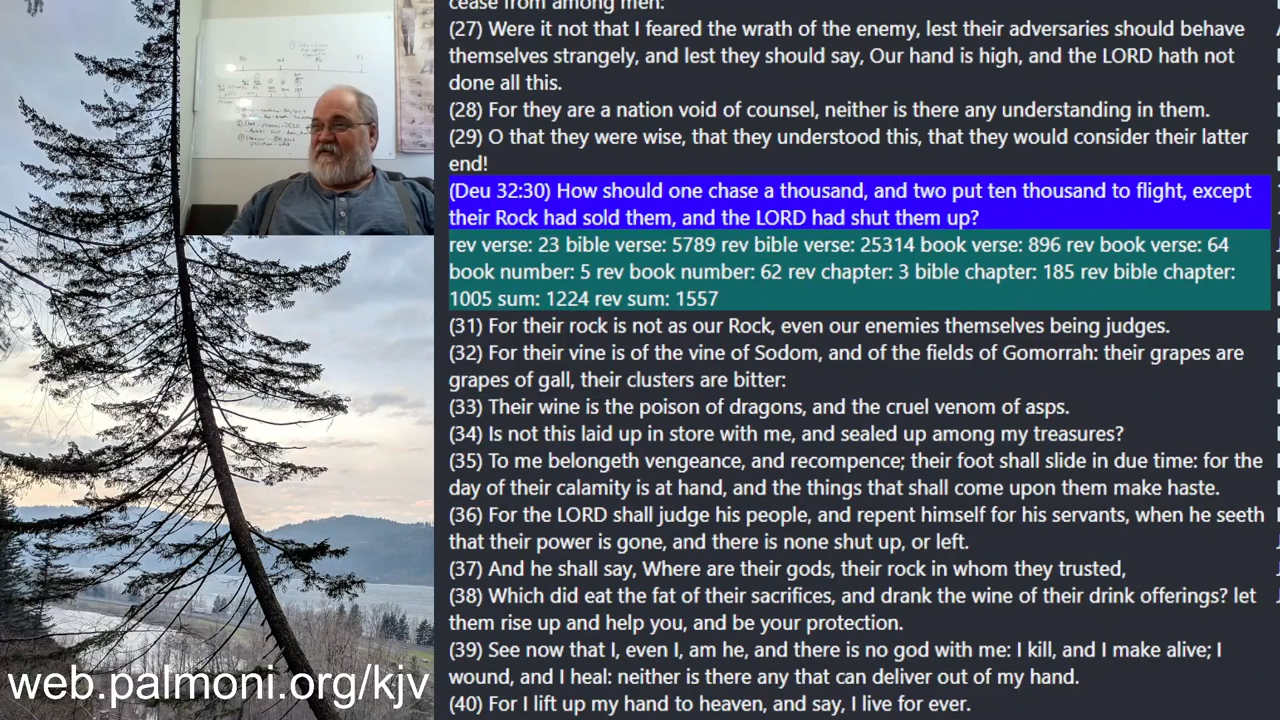 cease from among men:
(27) Were it not that I feared the wrath of the enemy, lest their adversaries should behave
themselves strangely, and lest they should say, Our hand is high, and the LORD hath not
done all this.
(28) For they are a nation void of counsel, neither is there any understanding in them.
(29) O that they were wise, that they understood this, that they would consider their latter
end!
(Deu 32:30) How should one chase a thousand, and two put ten thousand to flight, except
their Rock had sold them, and the LORD had shut them up?
rev verse: 23 bible verse: 5789 rev bible verse: 25314 book verse: 896 rev book verse: 64
book number: 5 rev book number: 62 rev chapter: 3 bible chapter: 185 rev bible chapter:
1005 sum: 1224 rev sum: 1557
(31) For their rock is not as our Rock, even our enemies themselves being judges.
(32) For their vine is of the vine of Sodom, and of the fields of Gomorrah: their grapes are
grapes of gall, their clusters are bitter:
(33) Their wine is the poison of dragons, and the cruel venom of asps.
(34) Is not this laid up in store with me, and sealed up among my treasures?
(35) To me belongeth vengeance, and recompence; their foot shall slide in due time: for the
day of their calamity is at hand, and the things that shall come upon them make haste.
(36) For the LORD shall judge his people, and repent himself for his servants, when he seeth
that their power is gone, and there is none shut up, or left.
(37) And he shall say, Where are their gods, their rock in whom they trusted,
(38) Which did eat the fat of their sacrifices, and drank the wine of their drink offerings? let
them rise up and help you, and be your protection.
(39) See now that I, even I, am he, and there is no god with me: I kill, and I make alive; I
wound, and I heal: neither is there any that can deliver out of my hand.
(40) For I lift up my hand to heaven, and say, I live for ever.
web.palmoni.org/kjv